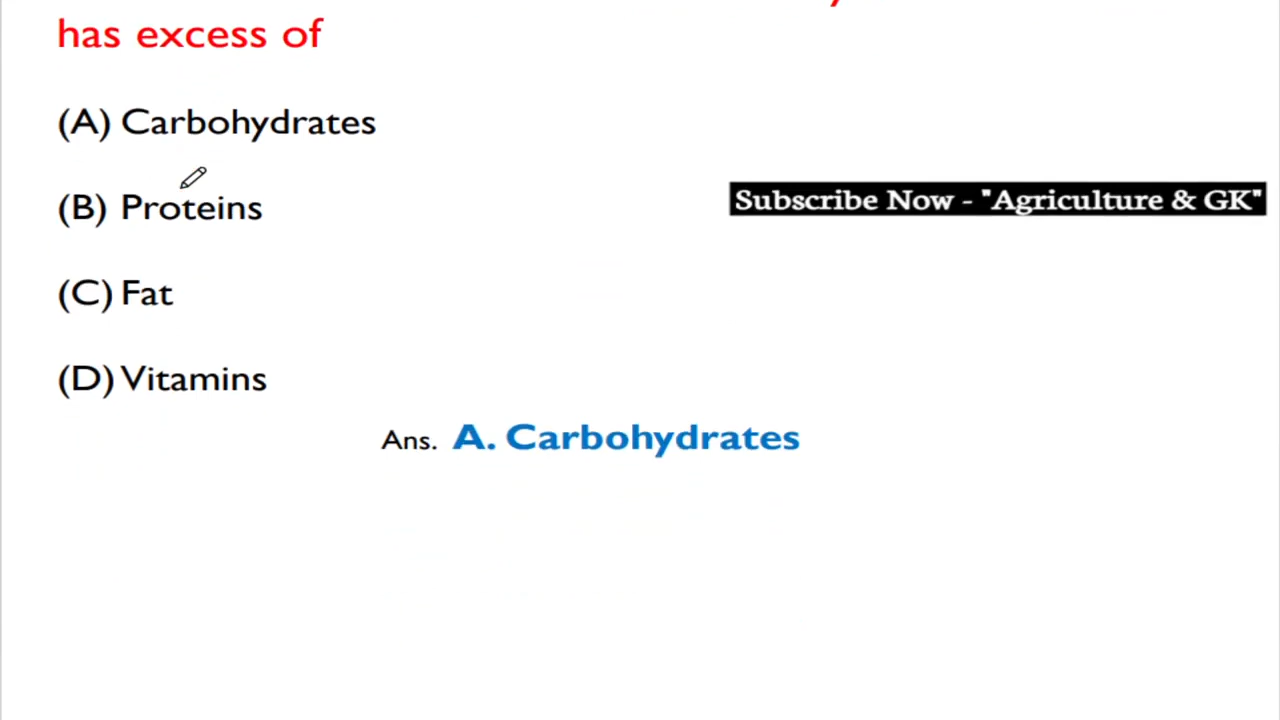 has excess of
(A) Carbohydrates
(B) Proteins
Subscribe Now - "Agriculture & GK"
(C) Fat
(D) Vitamins
Ans. A. Carbohydrates